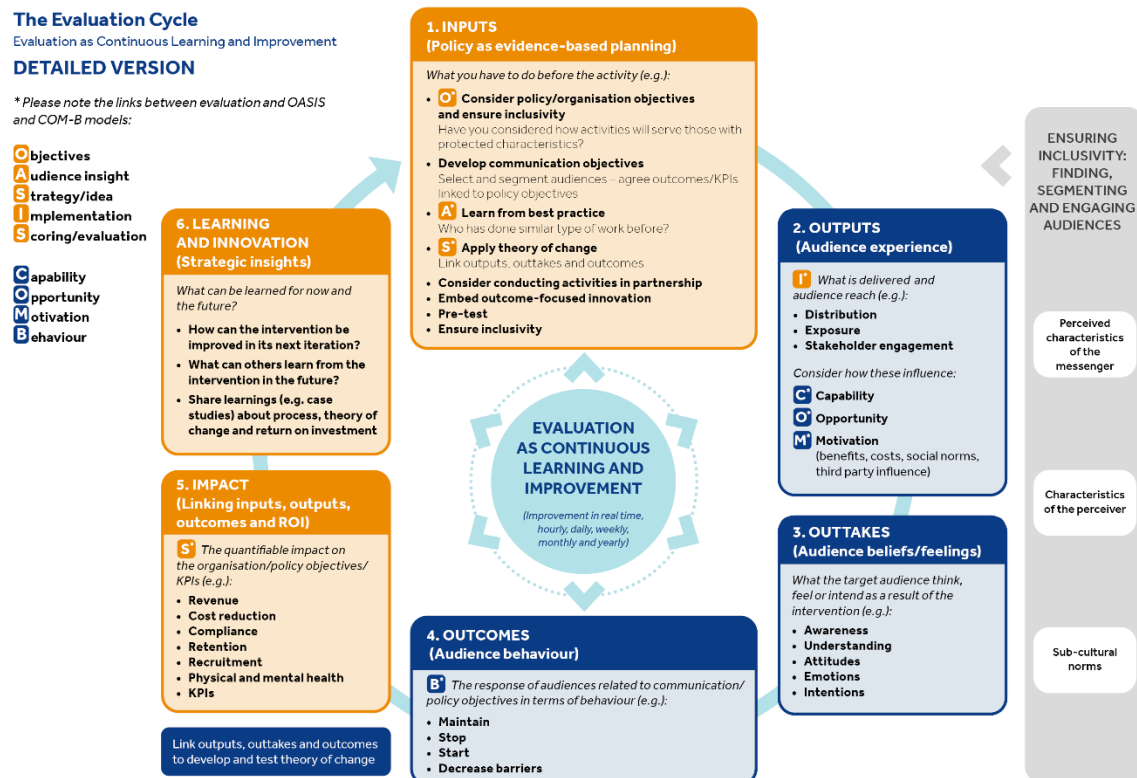 The Evaluation Cycle
Evaluation as Continuous Learning and Improvement
DETAILED VERSION
* Please note the links between evaluation and OASIS
and COM-B models:
Objectives
Audience insight
Strategy/idea
Implementation
Scoring/evaluation
Capability
Opportunity
Motivation
Behaviour
1. INPUTS
(Policy as evidence-based planning)
What you have to do before the activity (e.g.):
• O* Consider policy/organisation objectives
and ensure inclusivity
Have you considered how activities will serve those with
protected characteristics?
• Develop communication objectives
Select and segment audiences – agree outcomes/KPIs
linked to policy objectives
• A* Learn from best practice
Who has done similar type of work before?
• S* Apply theory of change
Link outputs, outtakes and outcomes
• Consider conducting activities in partnership
• Embed outcome-focused innovation
• Pre-test
• Ensure inclusivity
2. OUTPUTS
(Audience experience)
I* What is delivered and
audience reach (e.g.):
• Distribution
• Exposure
• Stakeholder engagement
Consider how these influence:
C* Capability
O* Opportunity
M* Motivation
(benefits, costs, social norms,
third party influence)
3. OUTTAKES
(Audience beliefs/feelings)
What the target audience think,
feel or intend as a result of the
intervention (e.g.):
• Awareness
• Understanding
• Attitudes
• Emotions
• Intentions
4. OUTCOMES
(Audience behaviour)
B* The response of audiences related to communication/
policy objectives in terms of behaviour (e.g.):
• Maintain
• Stop
• Start
• Decrease barriers
5. IMPACT
(Linking inputs, outputs,
outcomes and ROI)
S* The quantifiable impact on
the organisation/policy objectives/
KPIs (e.g.):
• Revenue
• Cost reduction
• Compliance
• Retention
• Recruitment
• Physical and mental health
• KPIs
Link outputs, outtakes and outcomes
to develop and test theory of change
6. LEARNING
AND INNOVATION
(Strategic insights)
What can be learned for now and
the future?
• How can the intervention be
improved in its next iteration?
• What can others learn from the
intervention in the future?
• Share learnings (e.g. case
studies) about process, theory of
change and return on investment
EVALUATION
AS CONTINUOUS
LEARNING AND
IMPROVEMENT
(Improvement in real time,
hourly, daily, weekly,
monthly and yearly)
ENSURING
INCLUSIVITY:
FINDING,
SEGMENTING
AND ENGAGING
AUDIENCES
Perceived
characteristics
of the
messenger
Characteristics
of the perceiver
Sub-cultural
norms